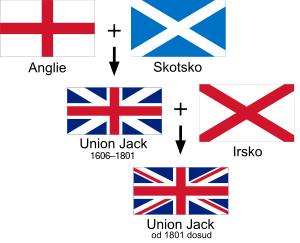 +
Anglie
Skotsko
+
Union Jack
1606–1801
Irsko
Union Jack
od 1801 dosud